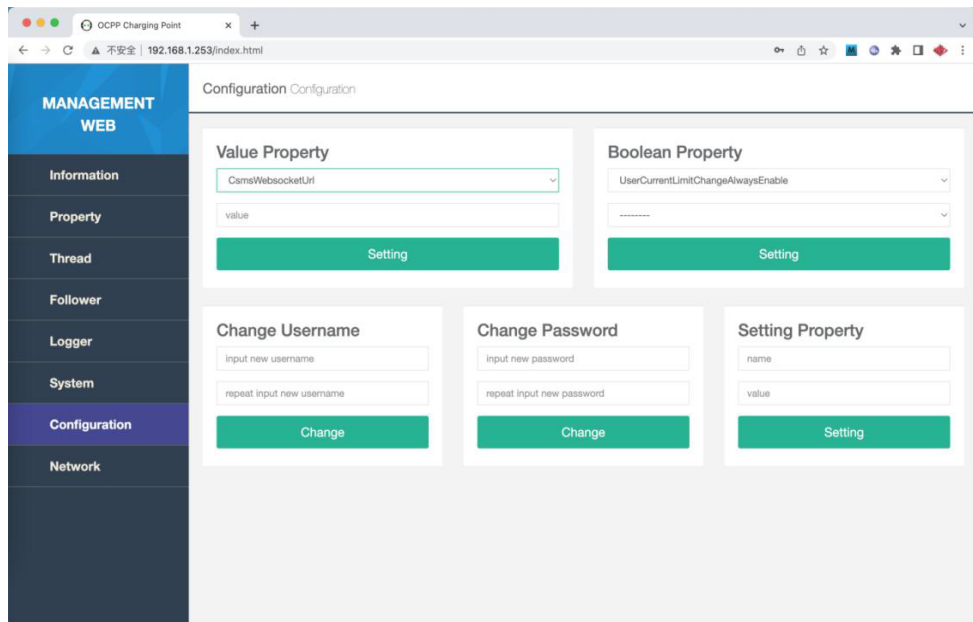 OCPP Charging Point
不安全 | 192.168.1.253/index.html
MANAGEMENT
WEB
Information
Property
Thread
Follower
Logger
System
Configuration
Network
Configuration Configuration
Value Property
CsmsWebsocketUrl
value
Setting
Boolean Property
UserCurrentLimitChangeAlwaysEnable
--------
Setting
Change Username
input new username
repeat input new username
Change
Change Password
input new password
repeat input new password
Change
Setting Property
name
value
Setting